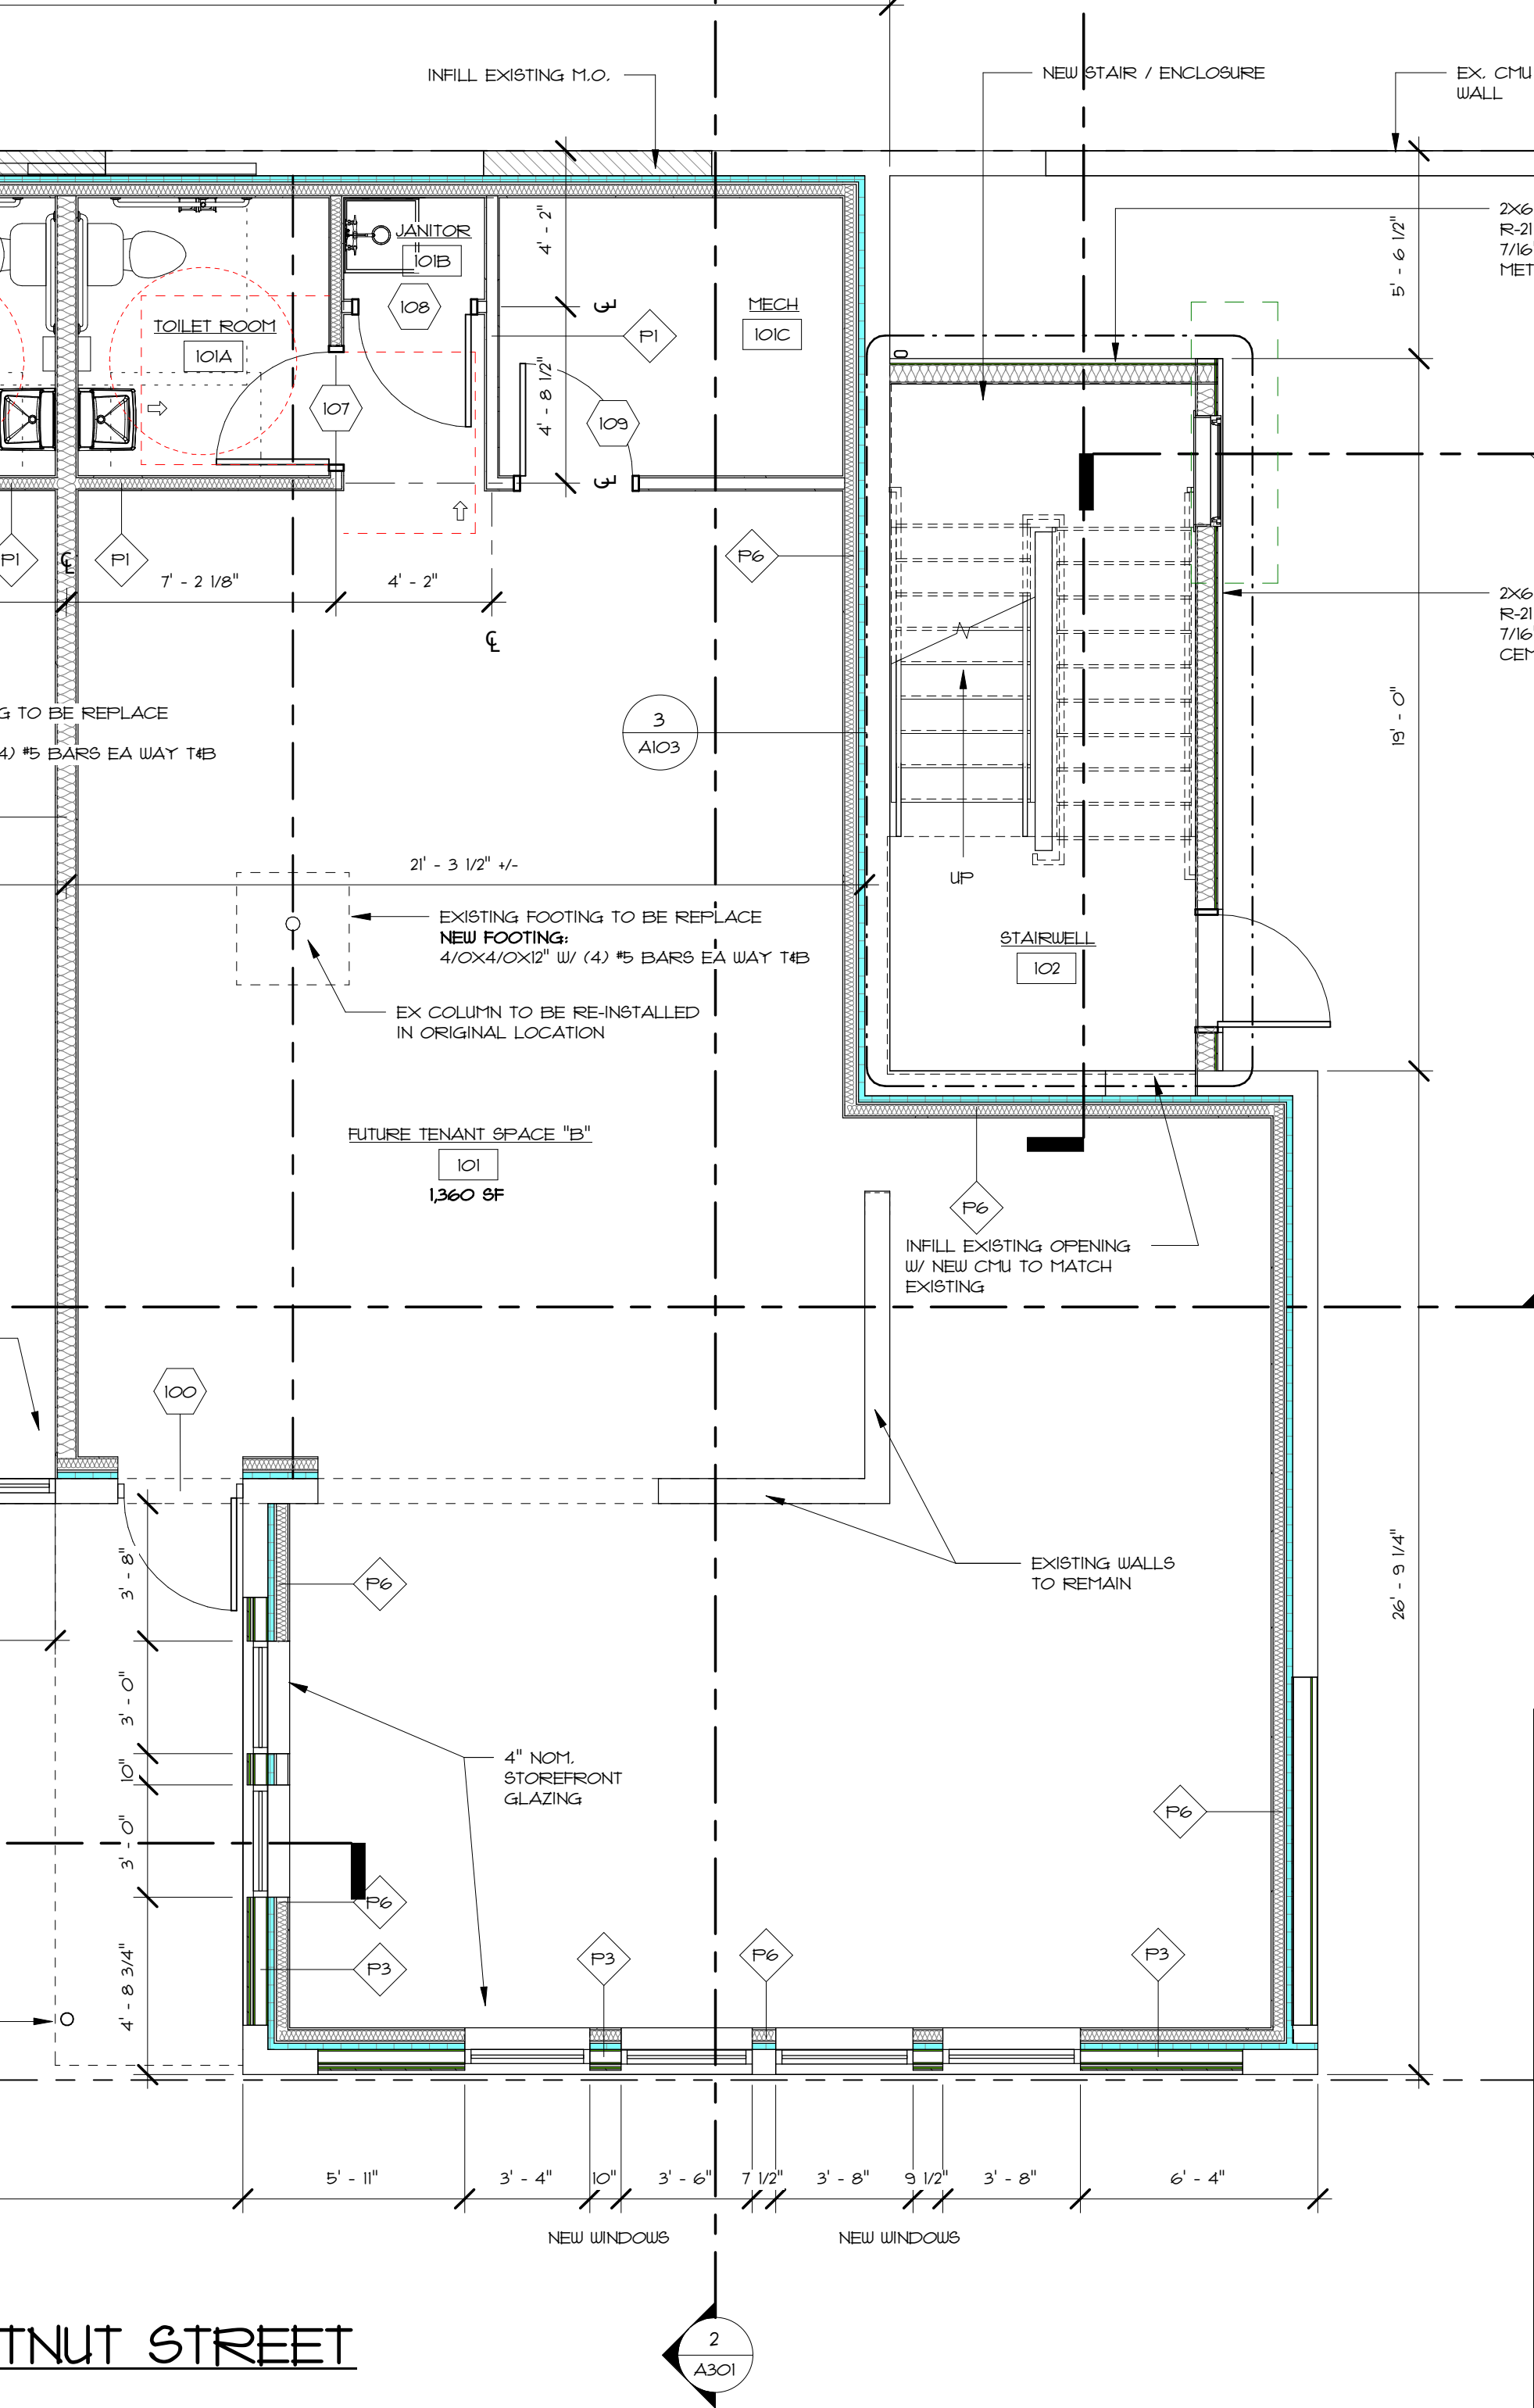 INFILL EXISTING M.O.
NEW STAIR / ENCLOSURE
EX. CMU
WALL
4' - 2"
JANITOR
101B
2X6
R-21
7/16"
MET
5' - 6 1/2"
108
℄
MECH
101C
TOILET ROOM
101A
P1
4' - 8 1/2"
107
109
℄
P1
℄
P1
P6
7' - 2 1/8"
4' - 2"
℄
2X6
R-21
7/16"
CEM
G TO BE REPLACE
4) #5 BARS EA WAY T&B
3
A103
19' - 0"
21' - 3 1/2" +/-
UP
EXISTING FOOTING TO BE REPLACE
NEW FOOTING:
4/0X4/0X12" W/ (4) #5 BARS EA WAY T&B
STAIRWELL
102
EX COLUMN TO BE RE-INSTALLED
IN ORIGINAL LOCATION
FUTURE TENANT SPACE "B"
101
1,360 SF
P6
INFILL EXISTING OPENING
W/ NEW CMU TO MATCH
EXISTING
100
3' - 8"
P6
EXISTING WALLS
TO REMAIN
26' - 9 1/4"
3' - 0"
10"
4" NOM.
STOREFRONT
GLAZING
P6
3' - 0"
P6
4' - 8 3/4"
P3
P3
P6
P3
5' - 11"
3' - 4"
10"
3' - 6"
7 1/2"
3' - 8"
9 1/2"
3' - 8"
6' - 4"
NEW WINDOWS
NEW WINDOWS
TNUT STREET
2
A301